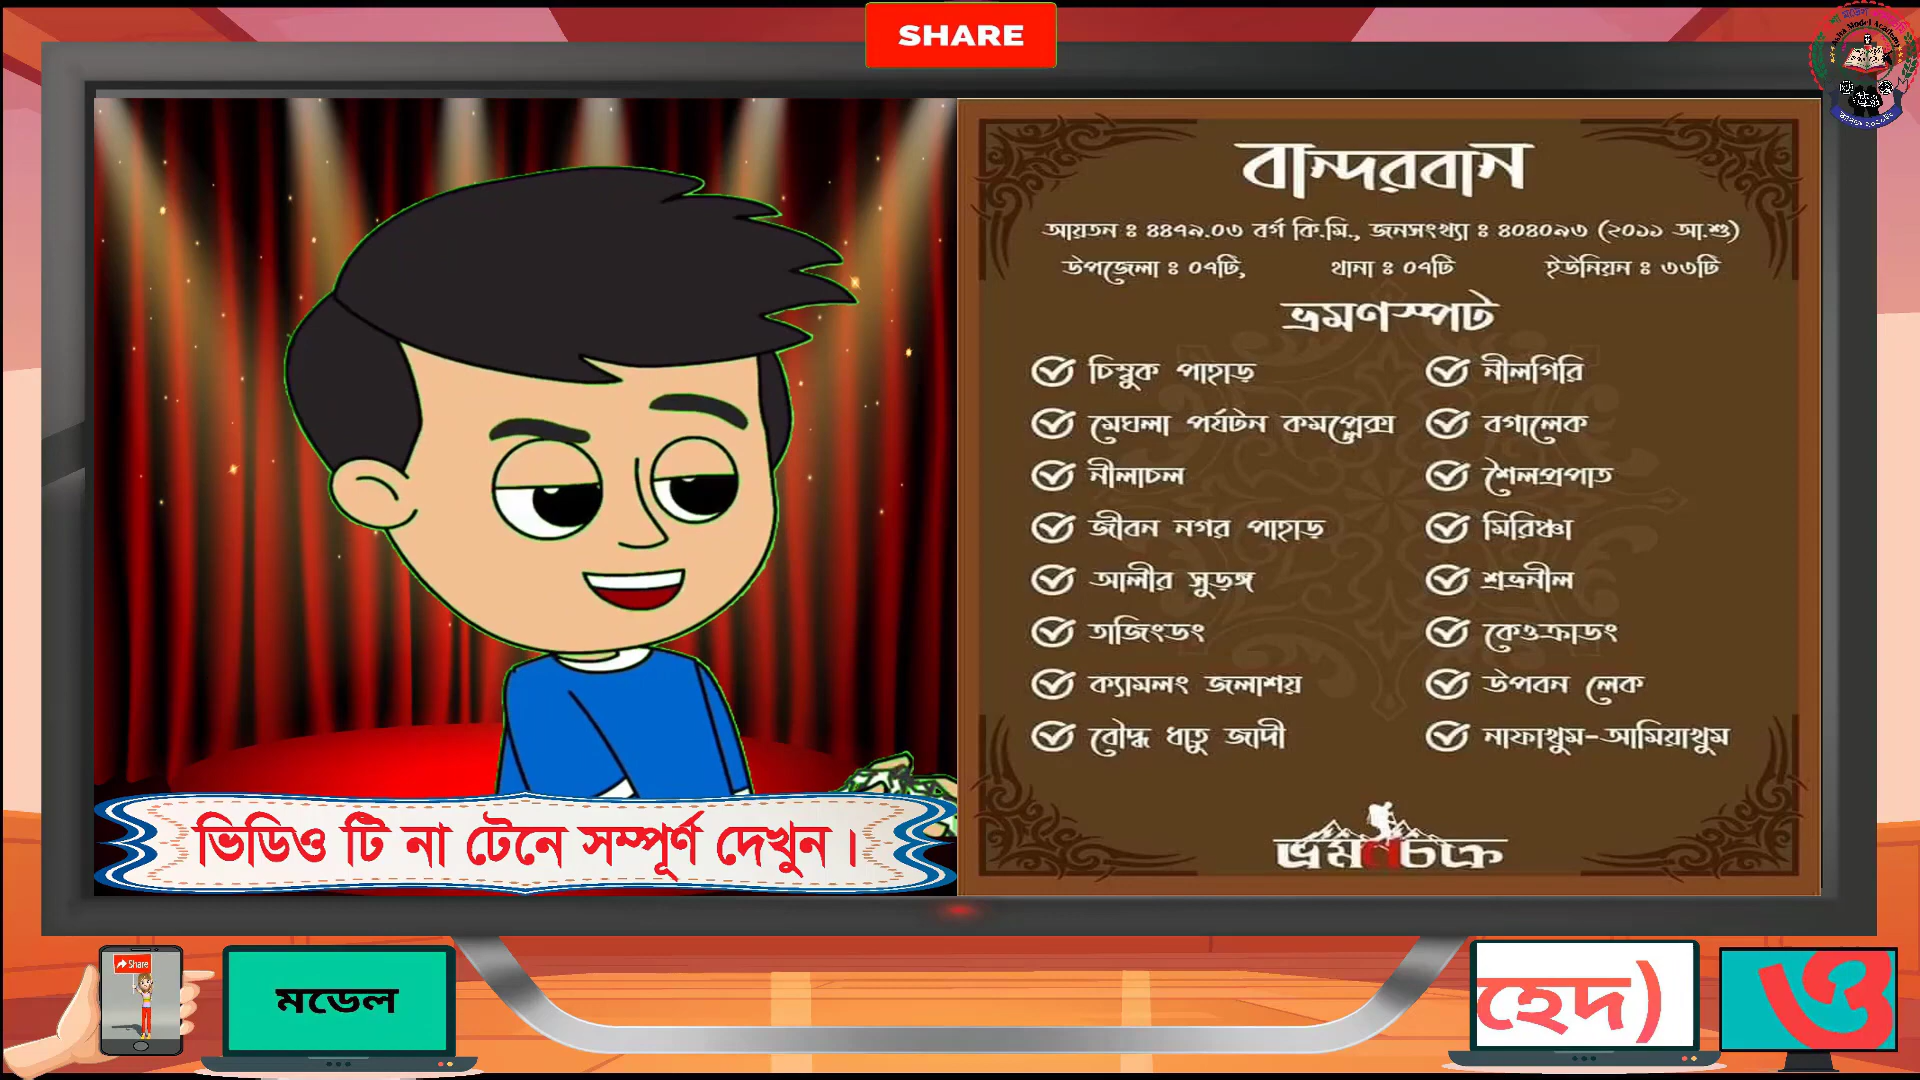 SHARE
বান্দরবান
আয়তন ঃ ৪৪৭৯.০৩ বর্গ কি.মি., জনসংখ্যা ঃ ৪০৪০৯৩ (২০১১ আ.শু)
উপজেলা ঃ ০৭টি, থানা ঃ ০৭টি ইউনিয়ন ঃ ৩৩টি
ভ্রমণস্পট
চিম্বুক পাহাড় নীলগিরি
মেঘলা পর্যটন কমপ্লেক্স বগালেক
নীলাচল শৈলপ্রপাত
জীবন নগর পাহাড় মিরিঞ্চা
আলীর সুড়ঙ্গ শুভ্রনীল
তাজিংডং কেওক্রাডং
ক্যামলং জলাশয় উপবন লেক
বৌদ্ধ ধাতু জাদী নাফাখুম-আমিয়াখুম
ভ্রমণচক্র
ভিডিও টি না টেনে সম্পূর্ণ দেখুন।
Share
মডেল
হেদ)
ও